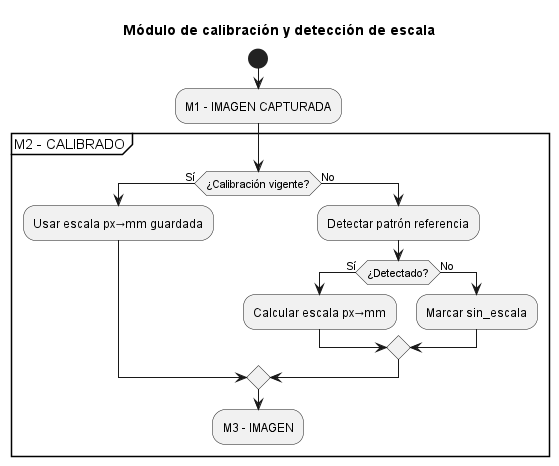 Módulo de calibración y detección de escala
M1 - IMAGEN CAPTURADA
M2 - CALIBRADO
¿Calibración vigente?
Sí
No
Usar escala px→mm guardada
Detectar patrón referencia
¿Detectado?
Sí
No
Calcular escala px→mm
Marcar sin_escala
M3 - IMAGEN